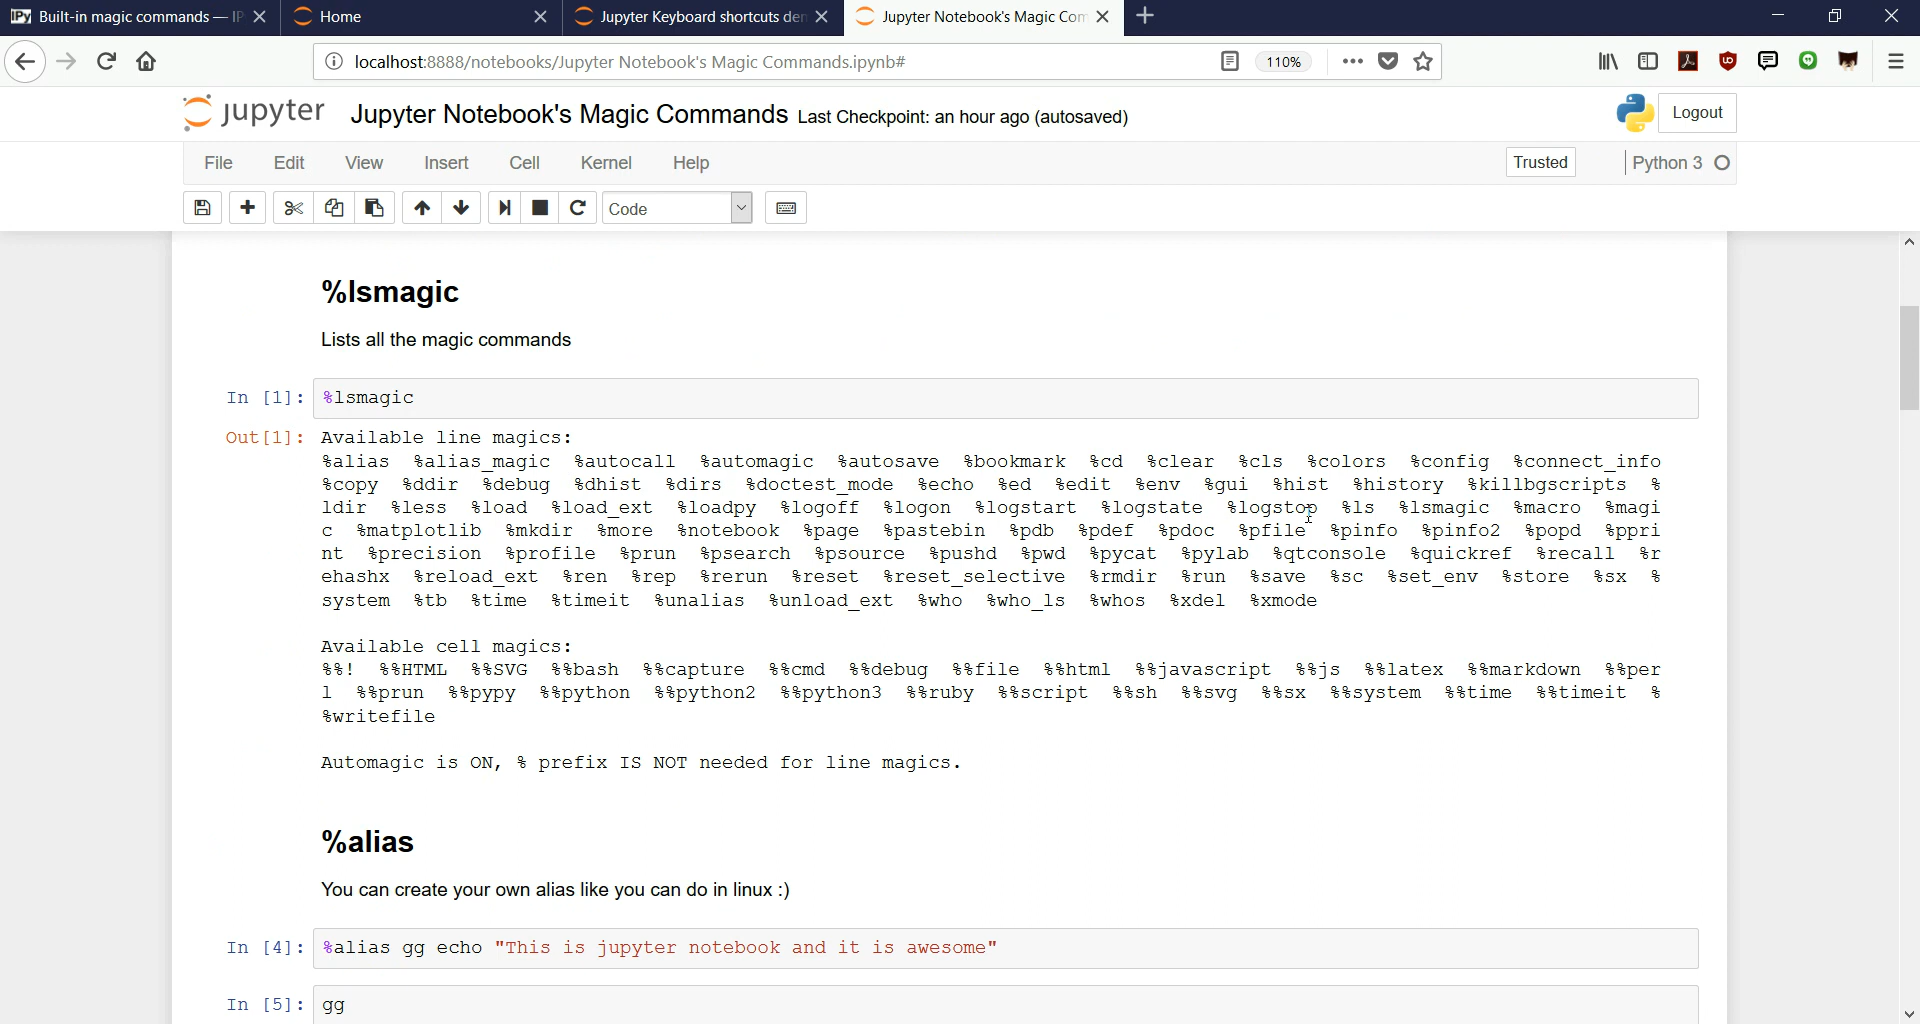 Built-in magic commands — IP
Home
Jupyter Keyboard shortcuts den
Jupyter Notebook's Magic Com
localhost:8888/notebooks/Jupyter Notebook's Magic Commands.ipynb#
110%
jupyter Jupyter Notebook's Magic Commands Last Checkpoint: an hour ago (autosaved)
Logout
File Edit View Insert Cell Kernel Help
Trusted
Python 3
Code
%lsmagic
Lists all the magic commands
In [1]: %lsmagic
Out[1]: Available line magics:
%alias %alias_magic %autocall %automagic %autosave %bookmark %cd %clear %cls %colors %config %connect_info
%copy %ddir %debug %dhist %dirs %doctest_mode %echo %ed %edit %env %gui %hist %history %killbgscripts %
ldir %less %load %load_ext %loadpy %logoff %logon %logstart %logstate %logstop %ls %lsmagic %macro %magi
c %matplotlib %mkdir %more %notebook %page %pastebin %pdb %pdef %pdoc %pfile %pinfo %pinfo2 %popd %ppri
nt %precision %profile %prun %psearch %psource %pushd %pwd %pycat %pylab %qtconsole %quickref %recall %r
ehashx %reload_ext %ren %rep %rerun %reset %reset_selective %rmdir %run %save %sc %set_env %store %sx %
system %tb %time %timeit %unalias %unload_ext %who %who_ls %whos %xdel %xmode
Available cell magics:
%%! %%HTML %%SVG %%bash %%capture %%cmd %%debug %%file %%html %%javascript %%js %%latex %%markdown %%per
l %%prun %%pypy %%python %%python2 %%python3 %%ruby %%script %%sh %%svg %%sx %%system %%time %%timeit %
%writefile
Automagic is ON, % prefix IS NOT needed for line magics.
%alias
You can create your own alias like you can do in linux :)
In [4]: %alias gg echo "This is jupyter notebook and it is awesome"
In [5]: gg